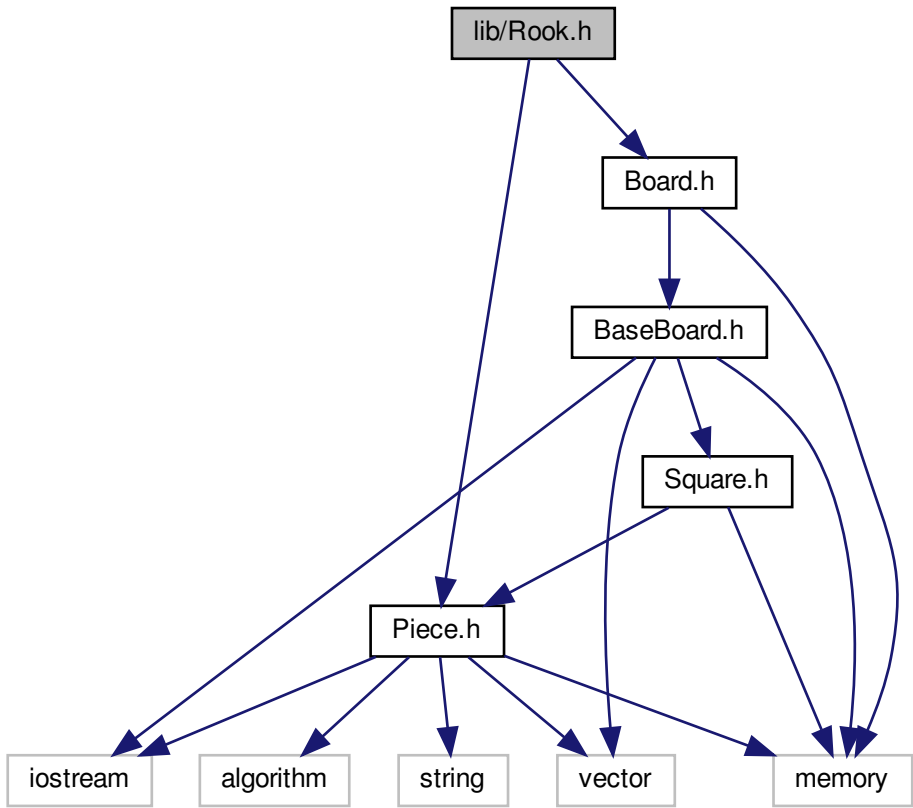 lib/Rook.h
Board.h
BaseBoard.h
Square.h
Piece.h
iostream
algorithm
string
vector
memory